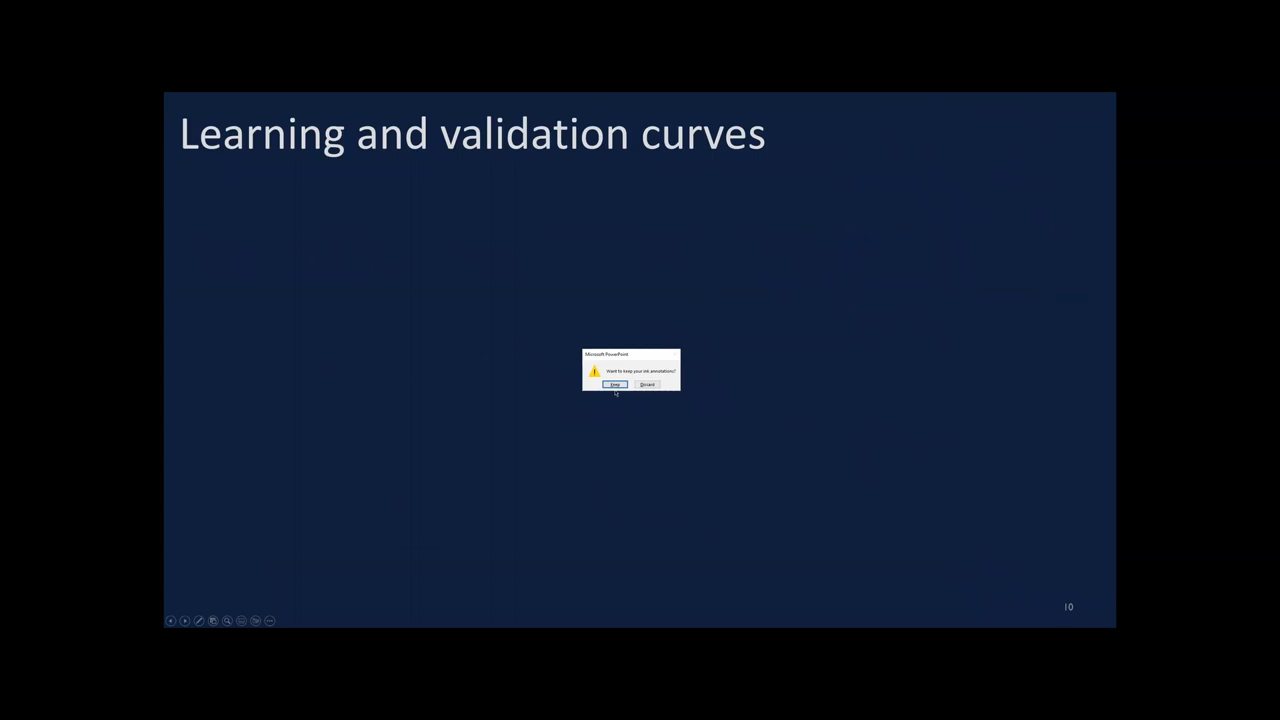 Learning and validation curves
Microsoft PowerPoint
Want to keep your ink annotations?
Keep Discard
10